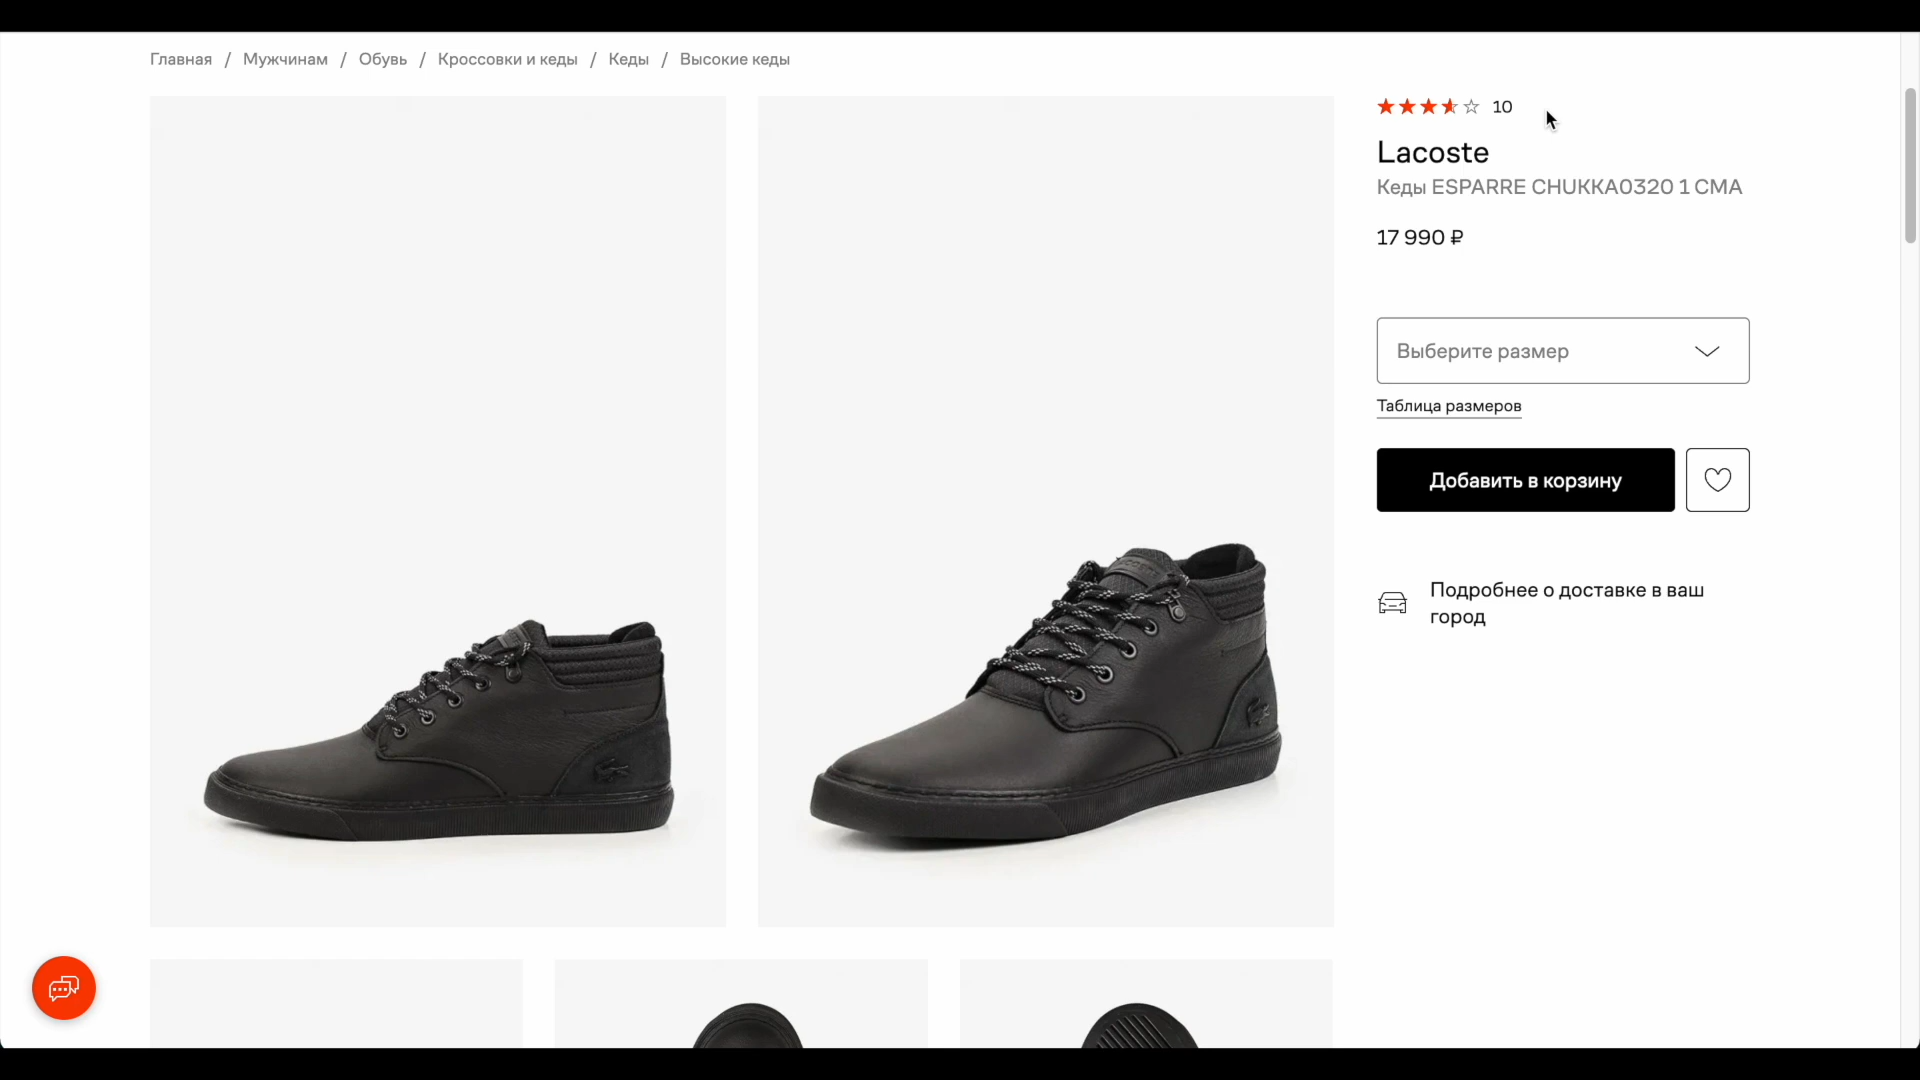 Главная / Мужчинам / Обувь / Кроссовки и кеды / Кеды / Высокие кеды
10
Lacoste
Кеды ESPARRE CHUKKA0320 1 CMA
17 990 ₽
Выберите размер
Таблица размеров
Добавить в корзину
Подробнее о доставке в ваш
город